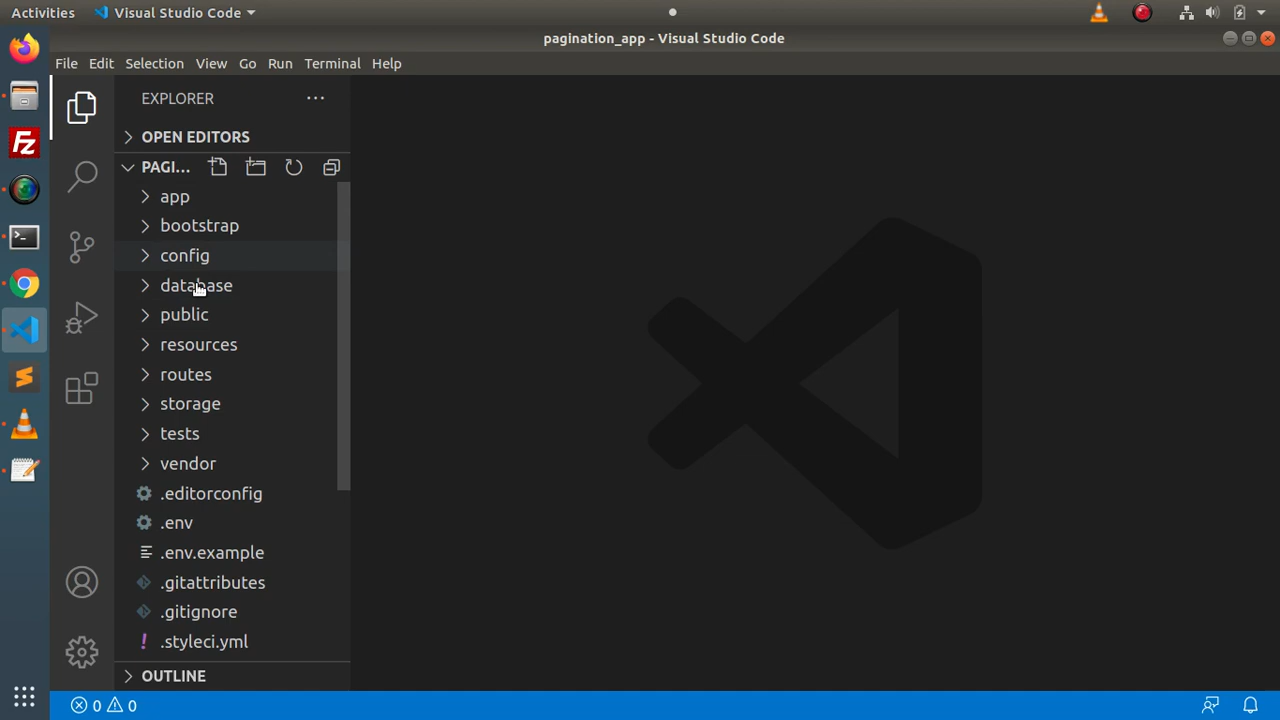 Activities Visual Studio Code
pagination_app - Visual Studio Code
File Edit Selection View Go Run Terminal Help
EXPLORER
OPEN EDITORS
PAGI...
app
bootstrap
config
database
public
resources
routes
storage
tests
vendor
.editorconfig
.env
.env.example
.gitattributes
.gitignore
! .styleci.yml
OUTLINE
0 0